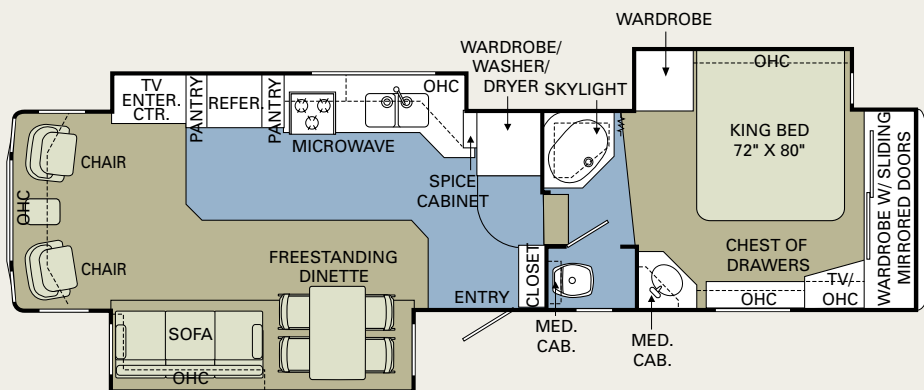 WARDROBE
WARDROBE/
WASHER/
DRYER
SKYLIGHT
OHC
TV
ENTER.
CTR.
PANTRY
REFER.
PANTRY
OHC
MICROWAVE
SPICE
CABINET
KING BED
72" X 80"
WARDROBE W/ SLIDING
MIRRORED DOORS
CHAIR
OHC
CHAIR
FREESTANDING
DINETTE
ENTRY
CLOSET
CHEST OF
DRAWERS
OHC
TV/
OHC
SOFA
OHC
MED.
CAB.
MED.
CAB.